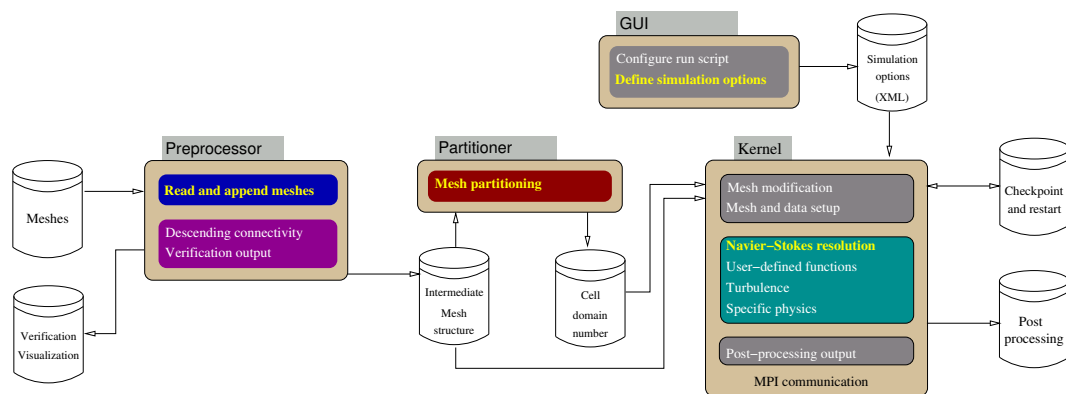 GUI
Configure run script
Define simulation options
Simulation
options
(XML)
Preprocessor
Read and append meshes
Descending connectivity
Verification output
Meshes
Verification
Visualization
Partitioner
Mesh partitioning
Intermediate
Mesh
structure
Cell
domain
number
Kernel
Mesh modification
Mesh and data setup
Navier−Stokes resolution
User−defined functions
Turbulence
Specific physics
Post−processing output
MPI communication
Checkpoint
and restart
Post
processing